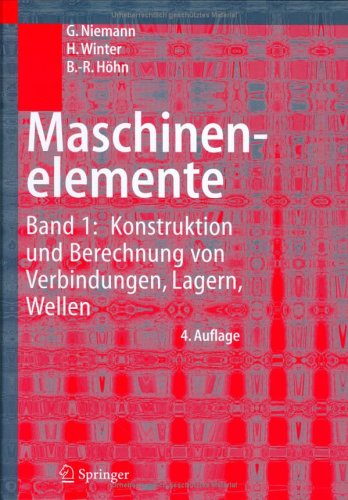 G. Niemann
H. Winter
B.-R. Höhn
Maschinen-
elemente
Band 1: Konstruktion
und Berechnung von
Verbindungen, Lagern,
Wellen
4. Auflage
Springer